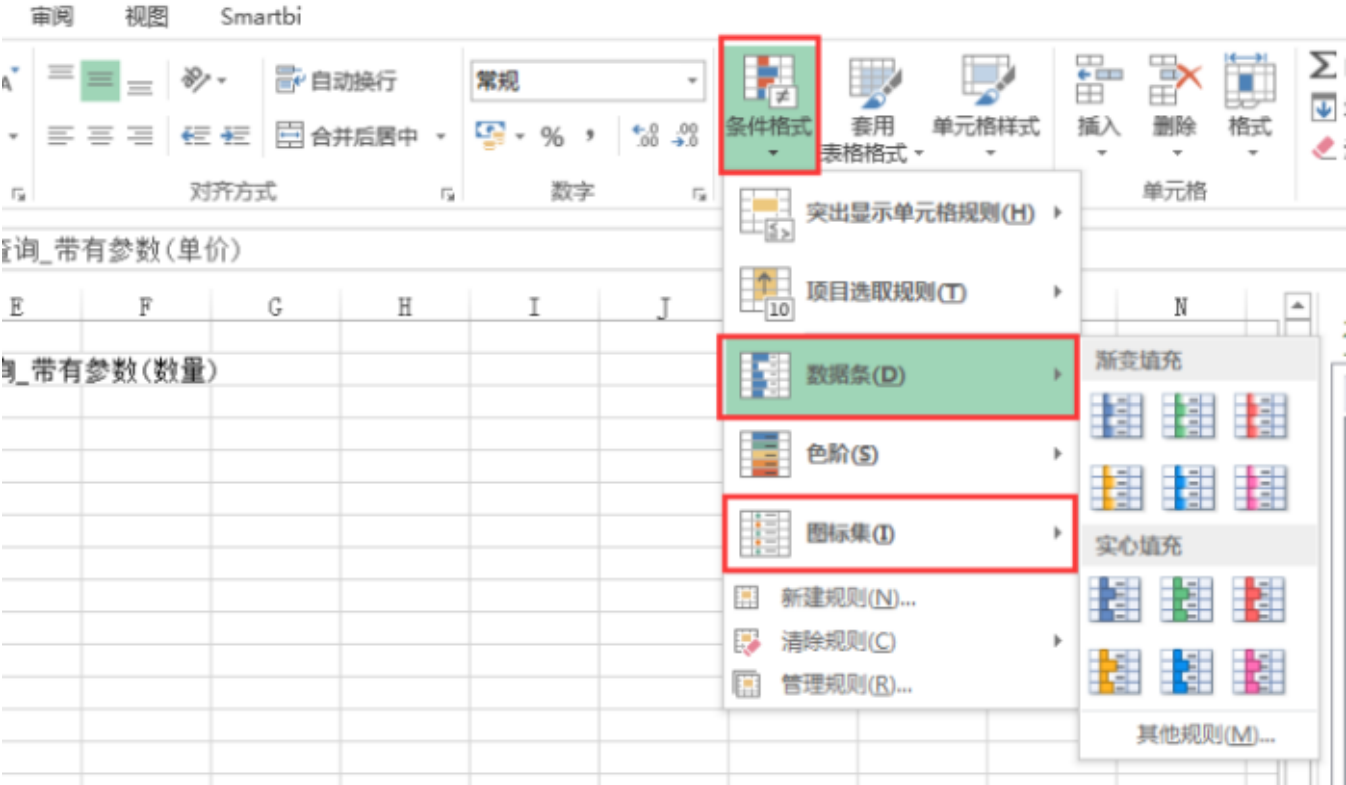 审阅 视图 Smartbi
自动换行 常规
合并后居中 % , .00 .00 .0
条件格式 套用 表格格式 单元格样式 插入 删除 格式 Σ
对齐方式 数字 单元格
询_带有参数(单价)
E F G H I J N
_带有参数(数量)
突出显示单元格规则(H)
项目选取规则(T)
10
数据条(D)
色阶(S)
图标集(I)
新建规则(N)...
清除规则(C)
管理规则(R)...
渐变填充
实心填充
其他规则(M)...